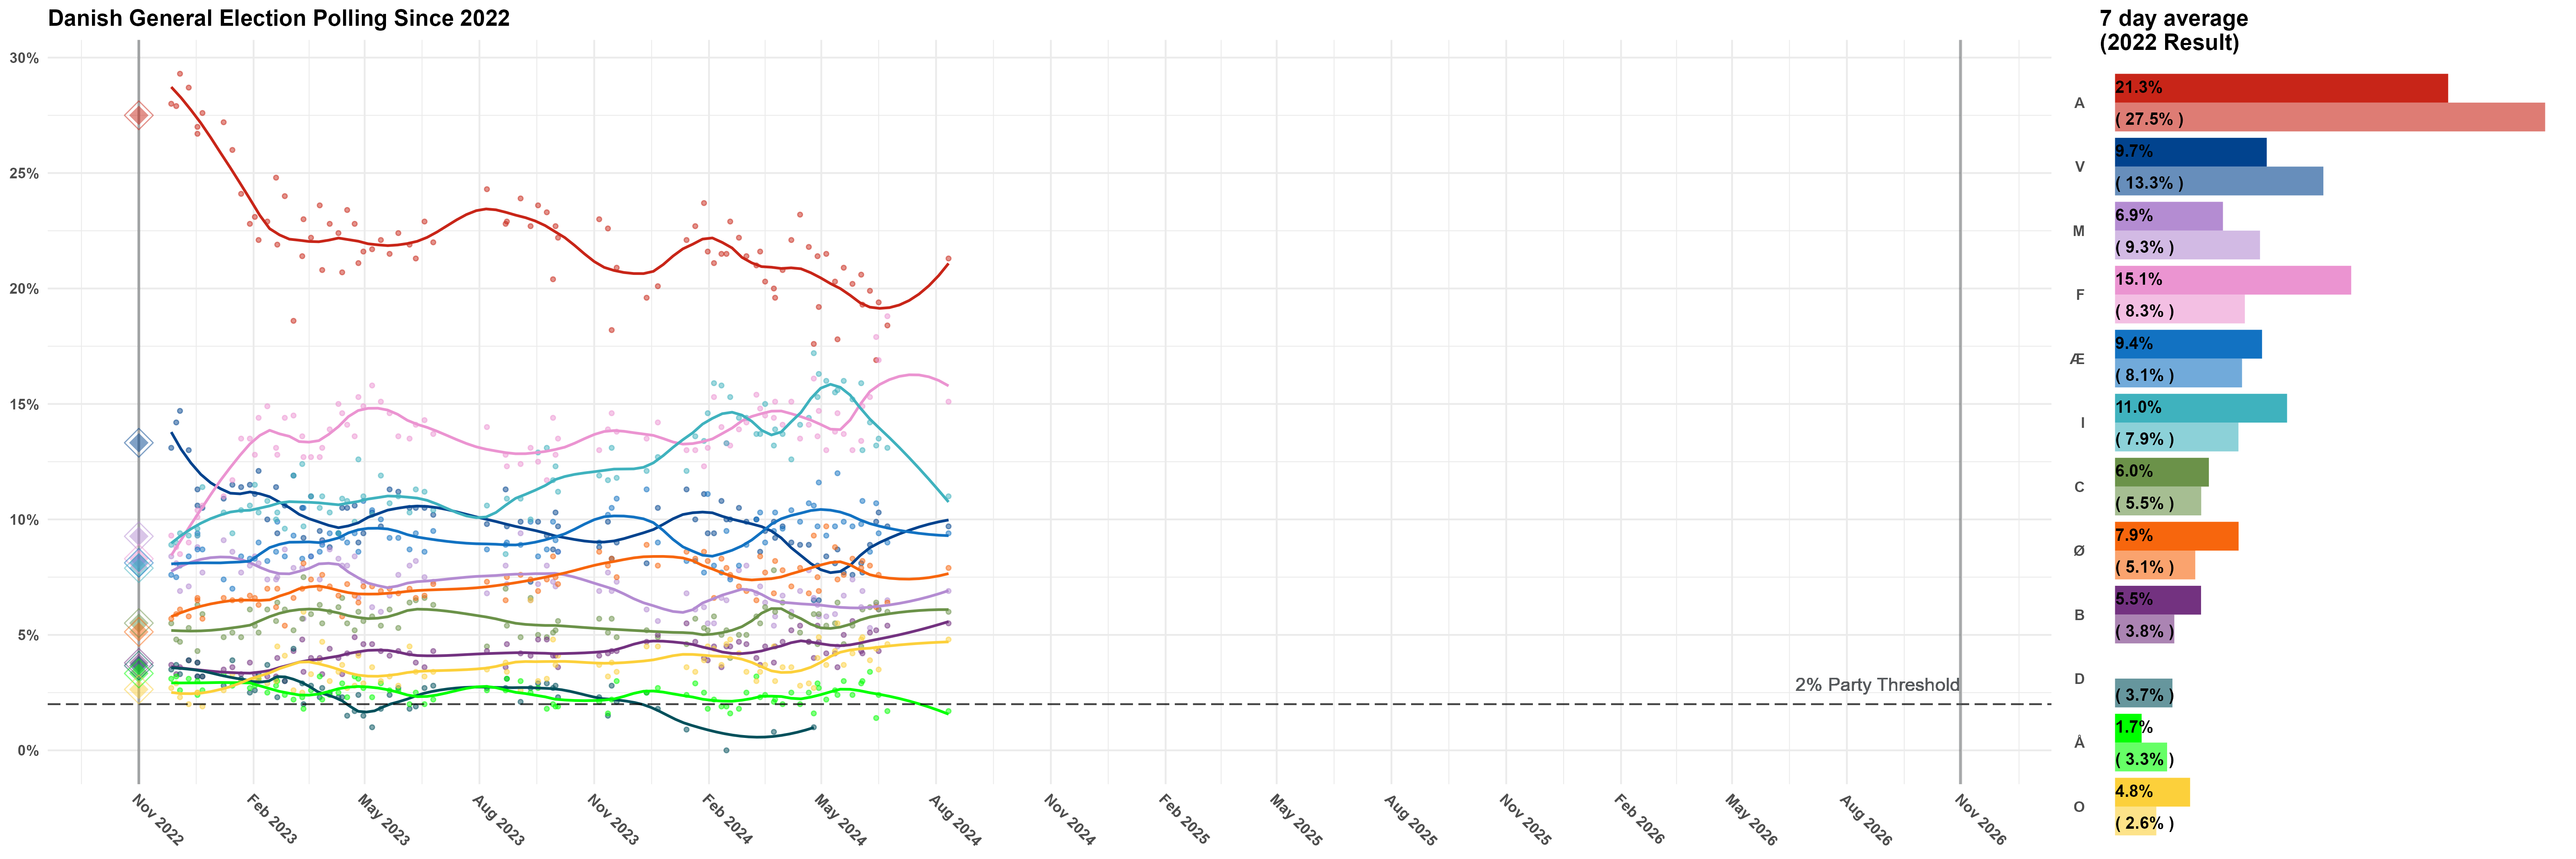 Danish General Election Polling Since 2022
30%
25%
20%
15%
10%
5%
0%
2% Party Threshold
Nov 2022
Feb 2023
May 2023
Aug 2023
Nov 2023
Feb 2024
May 2024
Aug 2024
Nov 2024
Feb 2025
May 2025
Aug 2025
Nov 2025
Feb 2026
May 2026
Aug 2026
Nov 2026
7 day average
(2022 Result)
A
21.3%
( 27.5% )
V
9.7%
( 13.3% )
M
6.9%
( 9.3% )
F
15.1%
( 8.3% )
Æ
9.4%
( 8.1% )
I
11.0%
( 7.9% )
C
6.0%
( 5.5% )
Ø
7.9%
( 5.1% )
B
5.5%
( 3.8% )
D
( 3.7% )
Å
1.7%
( 3.3% )
O
4.8%
( 2.6% )